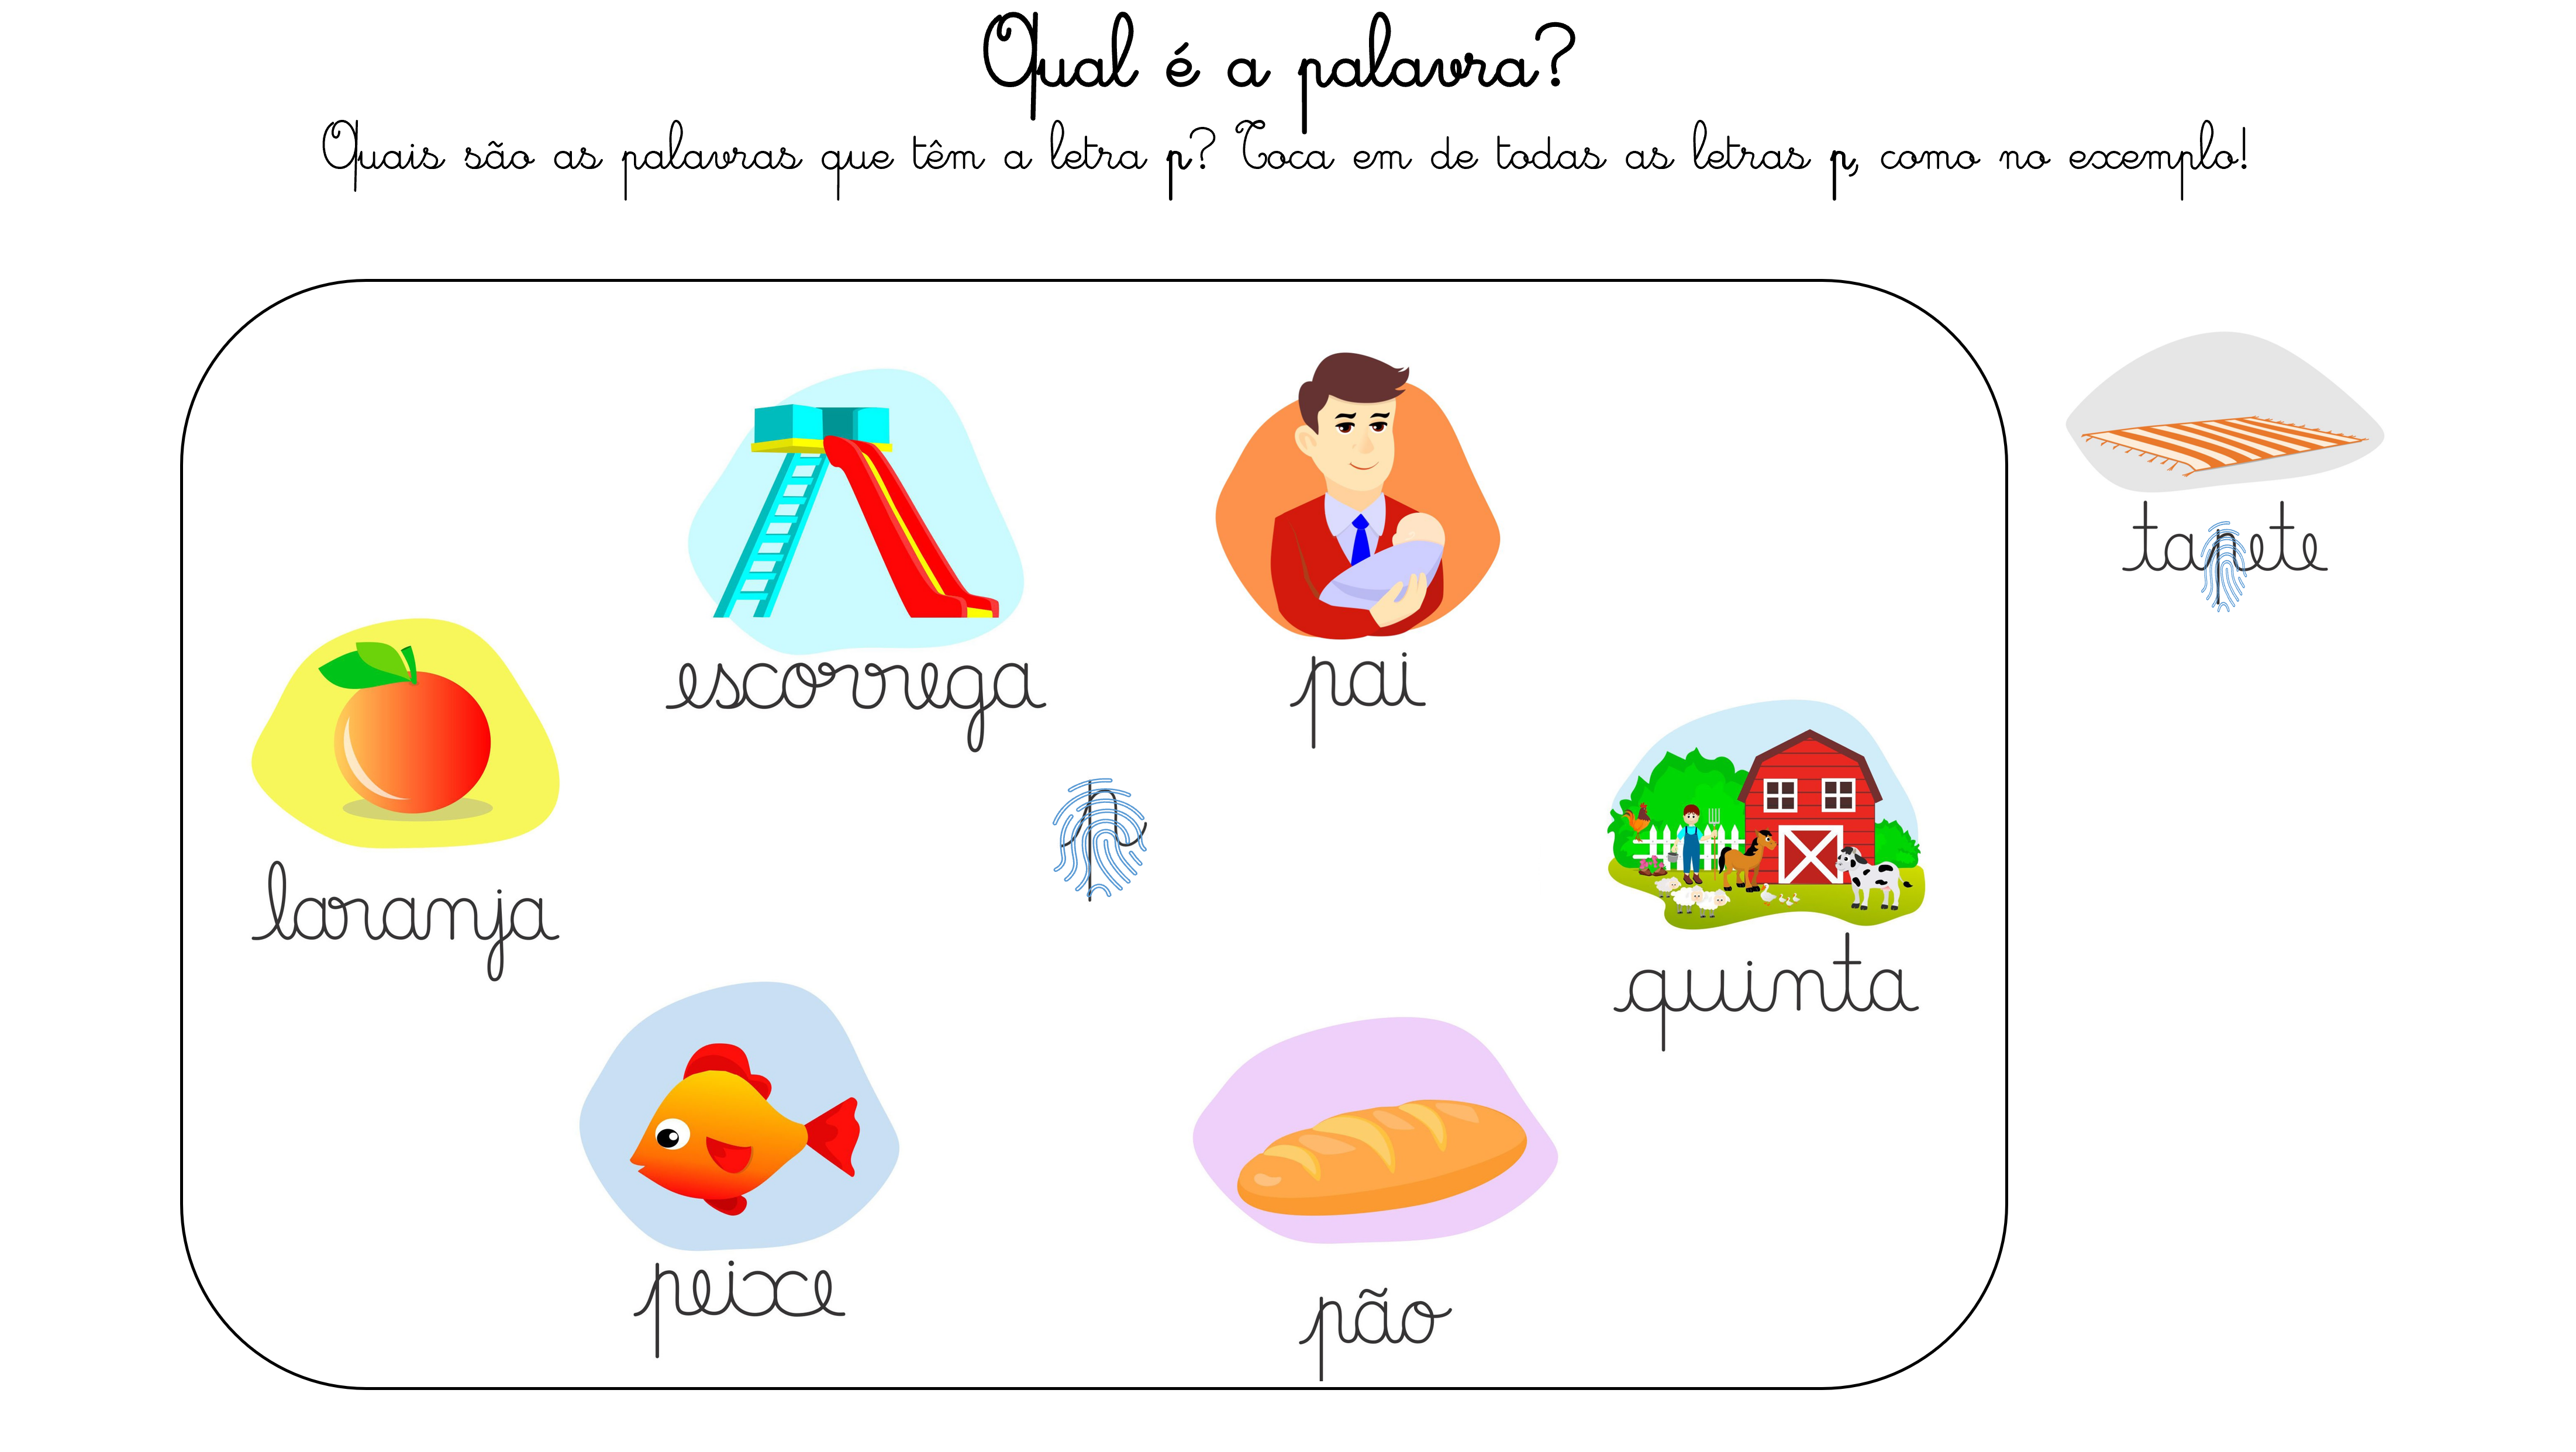 Qual é a palavra?
Quais são as palavras que têm a letra p? Toca em de todas as letras p, como no exemplo!
tapete
escorrega
pai
p
laranja
quinta
peixe
pão